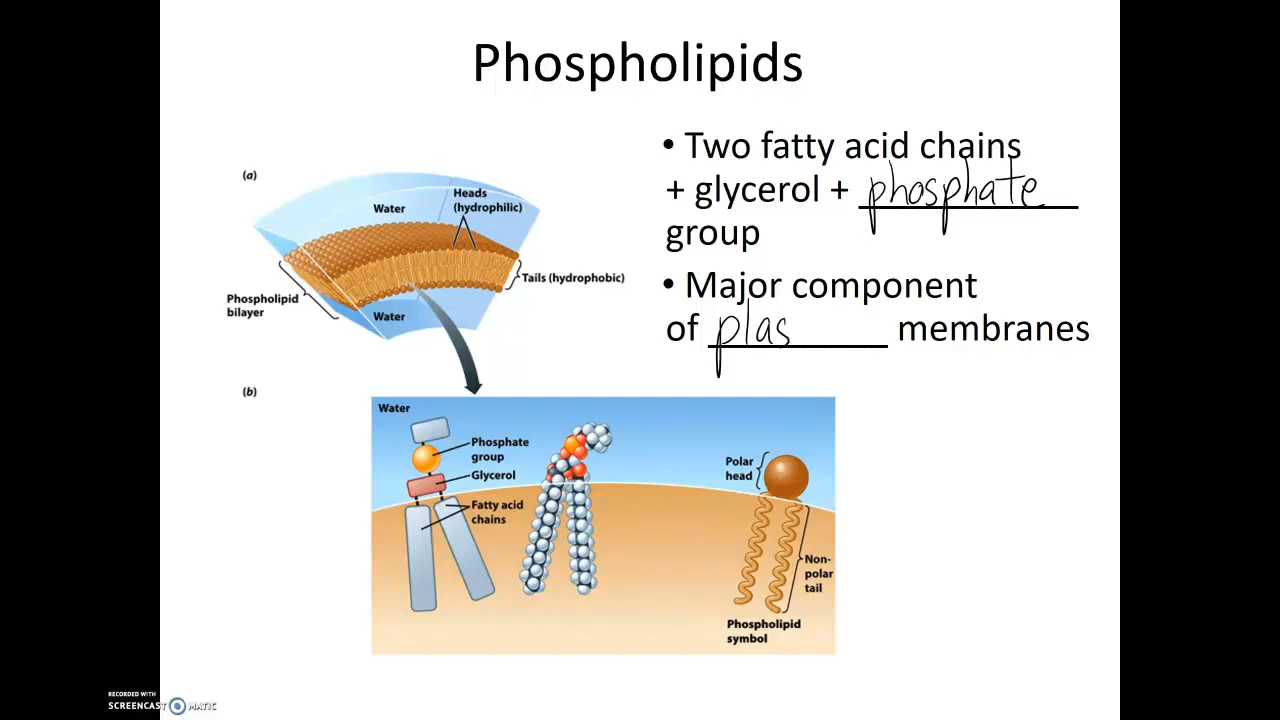 Phospholipids
• Two fatty acid chains
+ glycerol + phosphate
group
• Major component
of plas membranes
(a)
Water
Heads
(hydrophilic)
Tails (hydrophobic)
Phospholipid
bilayer
Water
(b)
Water
Phosphate
group
Glycerol
Fatty acid
chains
Polar
head
Non-
polar
tail
Phospholipid
symbol
RECORDED WITH
SCREENCAST MATIC